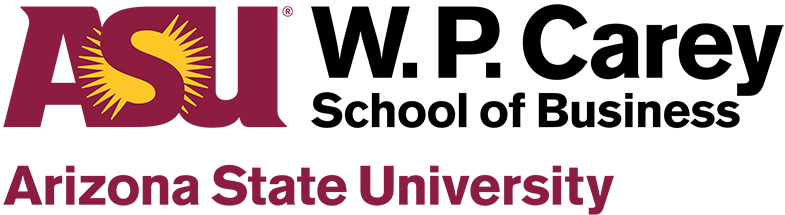 ASU® W. P. Carey
School of Business
Arizona State University